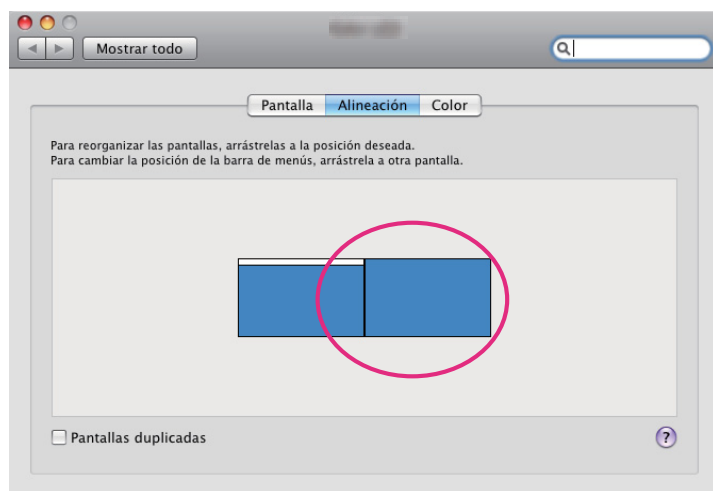 Mostrar todo
Pantalla Alineación Color
Para reorganizar las pantallas, arrástrelas a la posición deseada.
Para cambiar la posición de la barra de menús, arrástrela a otra pantalla.
Pantallas duplicadas
?